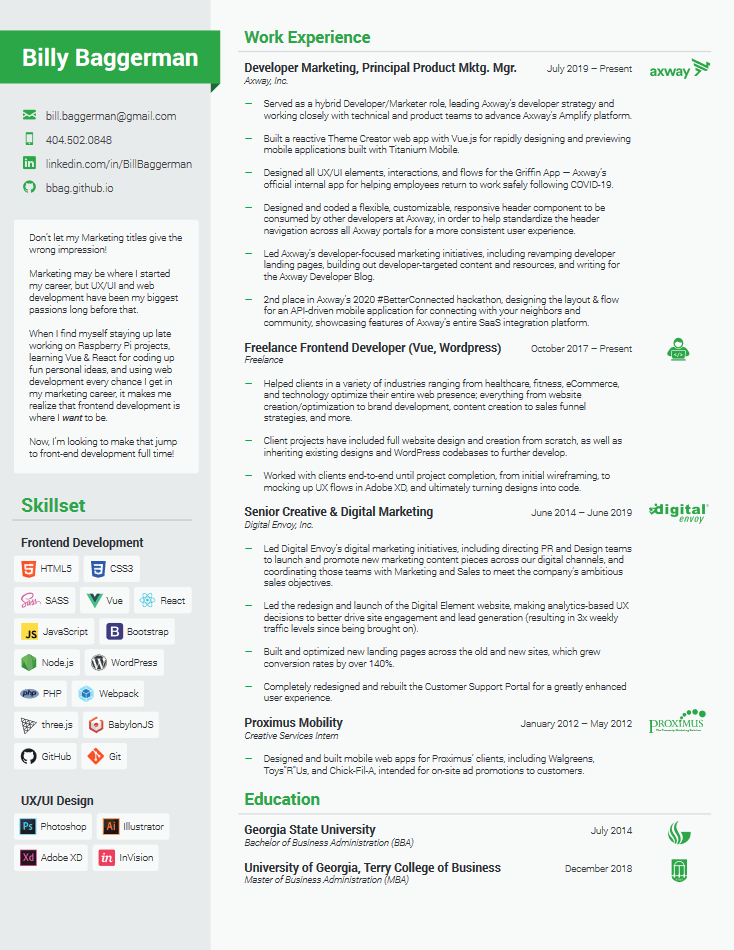 Billy Baggerman
bill.baggerman@gmail.com
404.502.0848
linkedin.com/in/BillBaggerman
bbag.github.io
Don't let my Marketing titles give the
wrong impression!
Marketing may be where I started
my career, but UX/UI and web
development have been my biggest
passions long before that.
When I find myself staying up late
working on Raspberry Pi projects,
learning Vue & React for coding up
fun personal ideas, and using web
development every chance I get in
my marketing career, it makes me
realize that frontend development is
where I want to be.
Now, I'm looking to make that jump
to front-end development full time!
Skillset
Frontend Development
HTML5 CSS3
Sass SASS Vue React
JS JavaScript B Bootstrap
Node.js WordPress
php PHP Webpack
three.js BabylonJS
GitHub Git
UX/UI Design
Ps Photoshop Ai Illustrator
Xd Adobe XD in InVision
Work Experience
Developer Marketing, Principal Product Mktg. Mgr. July 2019 – Present axway
Axway, Inc.
— Served as a hybrid Developer/Marketer role, leading Axway's developer strategy and
working closely with technical and product teams to advance Axway's Amplify platform.
— Built a reactive Theme Creator web app with Vue.js for rapidly designing and previewing
mobile applications built with Titanium Mobile.
— Designed all UX/UI elements, interactions, and flows for the Griffin App — Axway's
official internal app for helping employees return to work safely following COVID-19.
— Designed and coded a flexible, customizable, responsive header component to be
consumed by other developers at Axway, in order to help standardize the header
navigation across all Axway portals for a more consistent user experience.
— Led Axway's developer-focused marketing initiatives, including revamping developer
landing pages, building out developer-targeted content and resources, and writing for
the Axway Developer Blog.
— 2nd place in Axway's 2020 #BetterConnected hackathon, designing the layout & flow
for an API-driven mobile application for connecting with your neighbors and
community, showcasing features of Axway's entire SaaS integration platform.
Freelance Frontend Developer (Vue, Wordpress) October 2017 – Present
Freelance
— Helped clients in a variety of industries ranging from healthcare, fitness, eCommerce,
and technology optimize their entire web presence; everything from website
creation/optimization to brand development, content creation to sales funnel
strategies, and more.
— Client projects have included full website design and creation from scratch, as well as
inheriting existing designs and WordPress codebases to further develop.
— Worked with clients end-to-end until project completion, from initial wireframing, to
mocking up UX flows in Adobe XD, and ultimately turning designs into code.
Senior Creative & Digital Marketing June 2014 – June 2019 digital
Digital Envoy, Inc. envoy
— Led Digital Envoy's digital marketing initiatives, including directing PR and Design teams
to launch and promote new marketing content pieces across our digital channels, and
coordinating those teams with Marketing and Sales to meet the company's ambitious
sales objectives.
— Led the redesign and launch of the Digital Element website, making analytics-based UX
decisions to better drive site engagement and lead generation (resulting in 3x weekly
traffic levels since being brought on).
— Built and optimized new landing pages across the old and new sites, which grew
conversion rates by over 140%.
— Completely redesigned and rebuilt the Customer Support Portal for a greatly enhanced
user experience.
Proximus Mobility January 2012 – May 2012 PROXIMUS
Creative Services Intern
— Designed and built mobile web apps for Proximus' clients, including Walgreens,
Toys"R"Us, and Chick-Fil-A, intended for on-site ad promotions to customers.
Education
Georgia State University July 2014
Bachelor of Business Administration (BBA)
University of Georgia, Terry College of Business December 2018
Master of Business Administration (MBA)